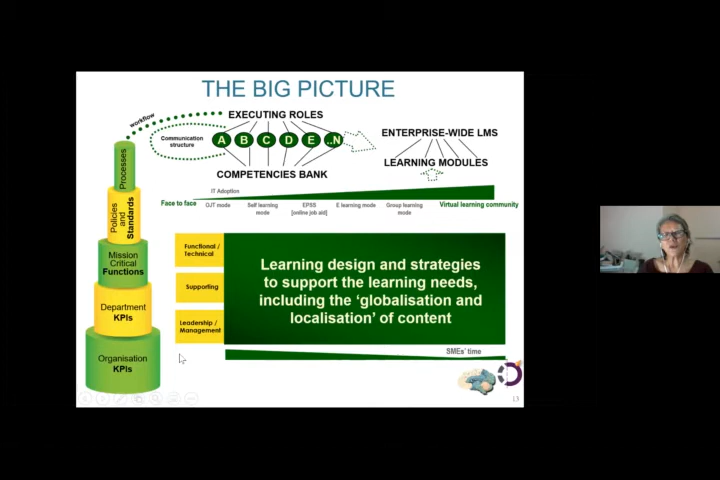 THE BIG PICTURE
workflow
EXECUTING ROLES
Communication
structure
A B C D E ..N
ENTERPRISE-WIDE LMS
LEARNING MODULES
COMPETENCIES BANK
IT Adoption
Face to face
OJT mode
Self learning
mode
EPSS
[online job aid]
E learning mode
Group learning
mode
Virtual learning community
Processes
Policies
and
Standards
Mission
Critical
Functions
Department
KPIs
Organisation
KPIs
Functional /
Technical
Supporting
Leadership /
Management
Learning design and strategies
to support the learning needs,
including the ‘globalisation and
localisation’ of content
SMEs' time
13